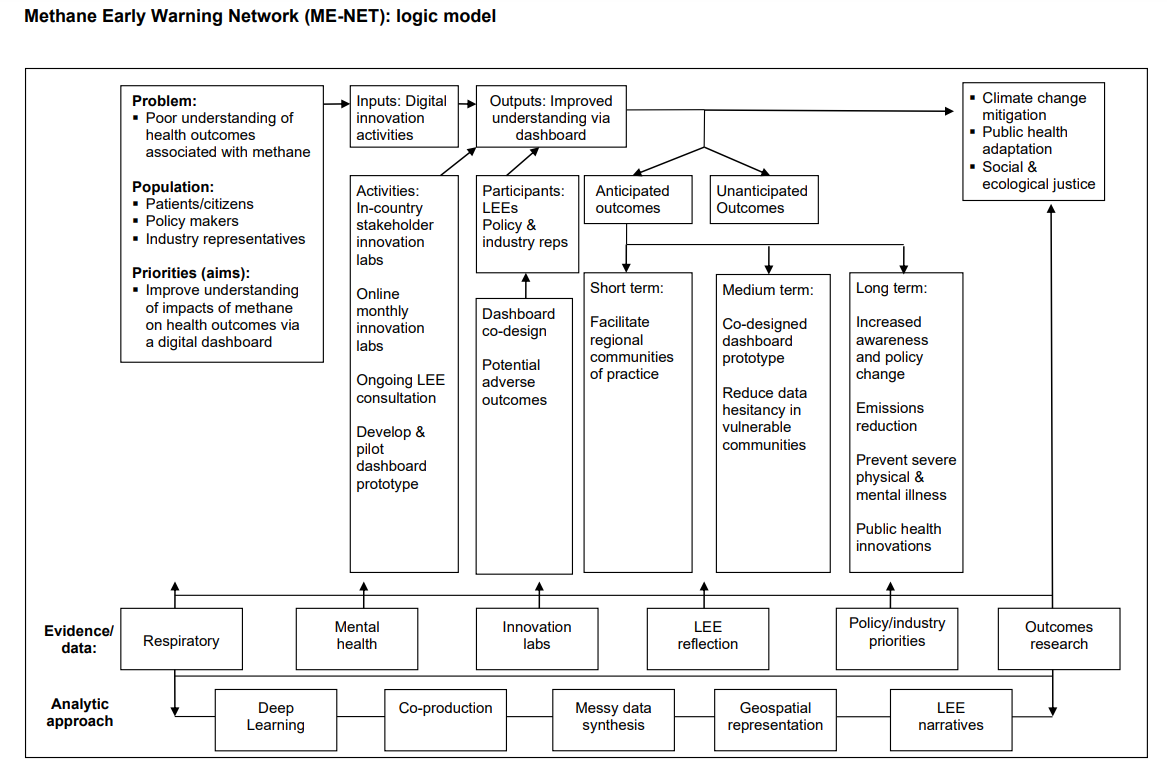 Methane Early Warning Network (ME-NET): logic model
Problem:
▪ Poor understanding of
health outcomes
associated with methane
Population:
▪ Patients/citizens
▪ Policy makers
▪ Industry representatives
Priorities (aims):
▪ Improve understanding
of impacts of methane
on health outcomes via
a digital dashboard
Inputs: Digital
innovation
activities
Outputs: Improved
understanding via
dashboard
▪ Climate change
mitigation
▪ Public health
adaptation
▪ Social &
ecological justice
Activities:
In-country
stakeholder
innovation
labs
Online
monthly
innovation
labs
Ongoing LEE
consultation
Develop &
pilot
dashboard
prototype
Participants:
LEEs
Policy &
industry reps
Dashboard
co-design
Potential
adverse
outcomes
Anticipated
outcomes
Unanticipated
Outcomes
Short term:
Facilitate
regional
communities
of practice
Medium term:
Co-designed
dashboard
prototype
Reduce data
hesitancy in
vulnerable
communities
Long term:
Increased
awareness
and policy
change
Emissions
reduction
Prevent severe
physical &
mental illness
Public health
innovations
Evidence/
data:
Respiratory
Mental
health
Innovation
labs
LEE
reflection
Policy/industry
priorities
Outcomes
research
Analytic
approach
Deep
Learning
Co-production
Messy data
synthesis
Geospatial
representation
LEE
narratives